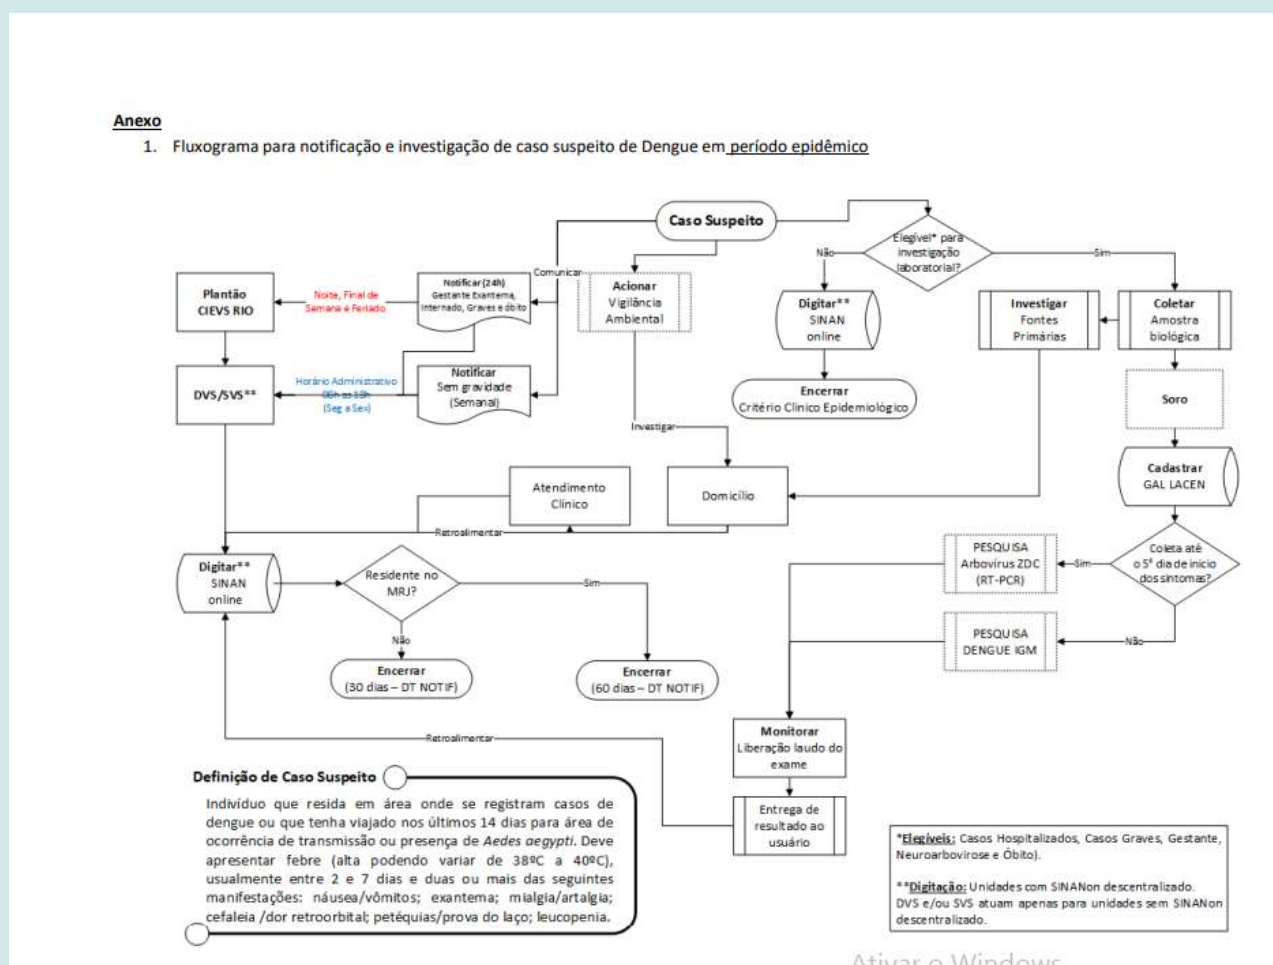 Anexo
1. Fluxograma para notificação e investigação de caso suspeito de Dengue em período epidêmico
Caso Suspeito
Elegível* para
investigação
laboratorial?
Não
Sim
Comunicar
Plantão
CIEVS RIO
Noite, Final de
Semana e Feriado
Notificar (24h)
Gestante Exantema,
Internado, Graves e óbito
Acionar
Vigilância
Ambiental
Digitar**
SINAN
online
Investigar
Fontes
Primárias
Coletar
Amostra
biológica
DVS/SVS**
Horário Administrativo
08h as 18h
(Seg a Sex)
Notificar
Sem gravidade
(Semanal)
Encerrar
Critério Clinico Epidemiológico
Soro
Investigar
Atendimento
Clínico
Domicílio
Cadastrar
GAL LACEN
Retroalimentar
Digitar**
SINAN
online
Residente no
MRJ?
Sim
Não
PESQUISA
Arbovírus ZDC
(RT-PCR)
Sim
Coleta até
o 5° dia de inicio
dos sintomas?
PESQUISA
DENGUE IGM
Não
Encerrar
(30 dias – DT NOTIF)
Encerrar
(60 dias – DT NOTIF)
Monitorar
Liberação laudo do
exame
Retroalimentar
Entrega de
resultado ao
usuário
Definição de Caso Suspeito
Indivíduo que resida em área onde se registram casos de
dengue ou que tenha viajado nos últimos 14 dias para área de
ocorrência de transmissão ou presença de Aedes aegypti. Deve
apresentar febre (alta podendo variar de 38ºC a 40ºC),
usualmente entre 2 e 7 dias e duas ou mais das seguintes
manifestações: náusea/vômitos; exantema; mialgia/artalgia;
cefaleia /dor retroorbital; petéquias/prova do laço; leucopenia.
*Elegíveis: Casos Hospitalizados, Casos Graves, Gestante,
Neuroarbovirose e Óbito).
**Digitação: Unidades com SINANon descentralizado.
DVS e/ou SVS atuam apenas para unidades sem SINANon
descentralizado.
Ativar o Windows